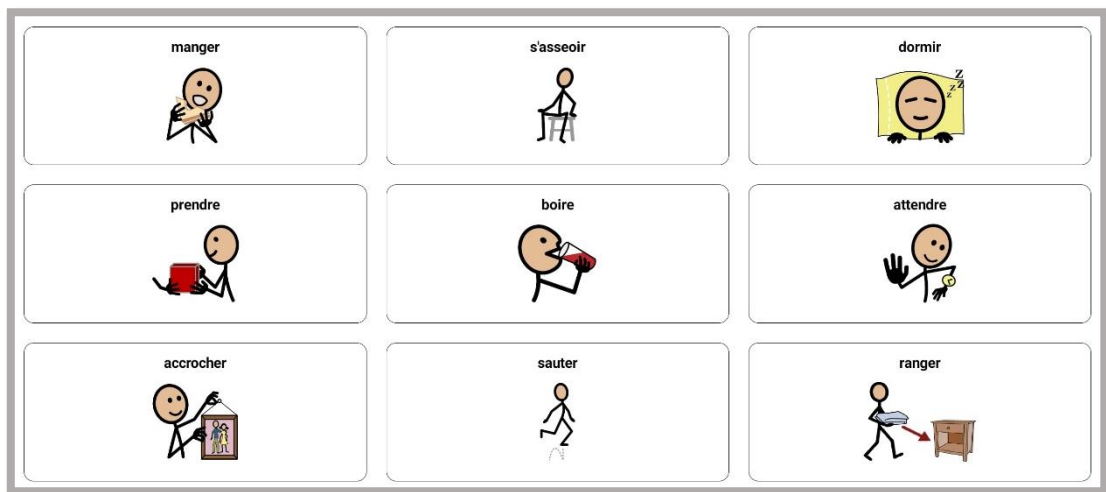 manger
s'asseoir
dormir
z z z z
prendre
boire
attendre
accrocher
sauter
ranger